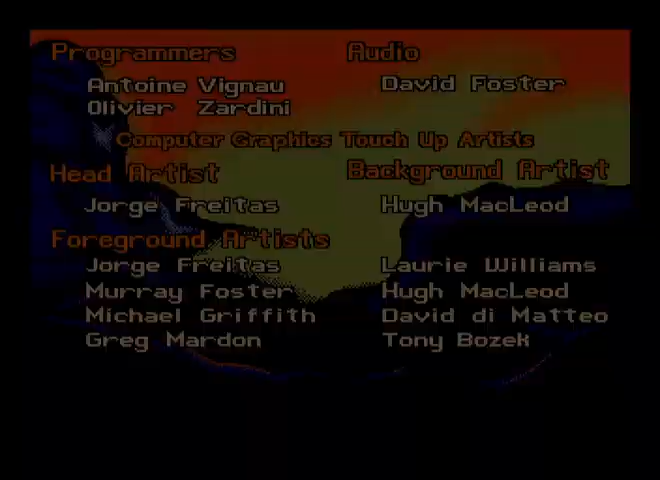 Programmers Audio
Antoine Vignau David Foster
Olivier Zardini
Computer Graphics Touch Up Artists
Head Artist Background Artist
Jorge Freitas Hugh MacLeod
Foreground Artists
Jorge Freitas Laurie Williams
Murray Foster Hugh MacLeod
Michael Griffith David di Matteo
Greg Mardon Tony Bozek